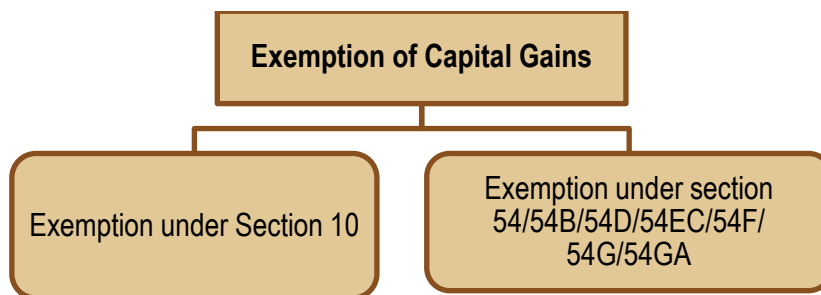 Exemption of Capital Gains
Exemption under Section 10
Exemption under section
54/54B/54D/54EC/54F/
54G/54GA